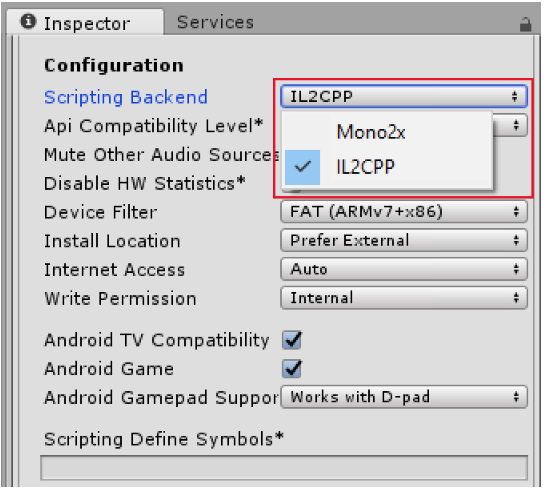 Inspector Services
Configuration
Scripting Backend IL2CPP
Api Compatibility Level*
Mono2x
Mute Other Audio Sources
IL2CPP
Disable HW Statistics*
Device Filter FAT (ARMv7+x86)
Install Location Prefer External
Internet Access Auto
Write Permission Internal
Android TV Compatibility
Android Game
Android Gamepad Suppor Works with D-pad
Scripting Define Symbols*